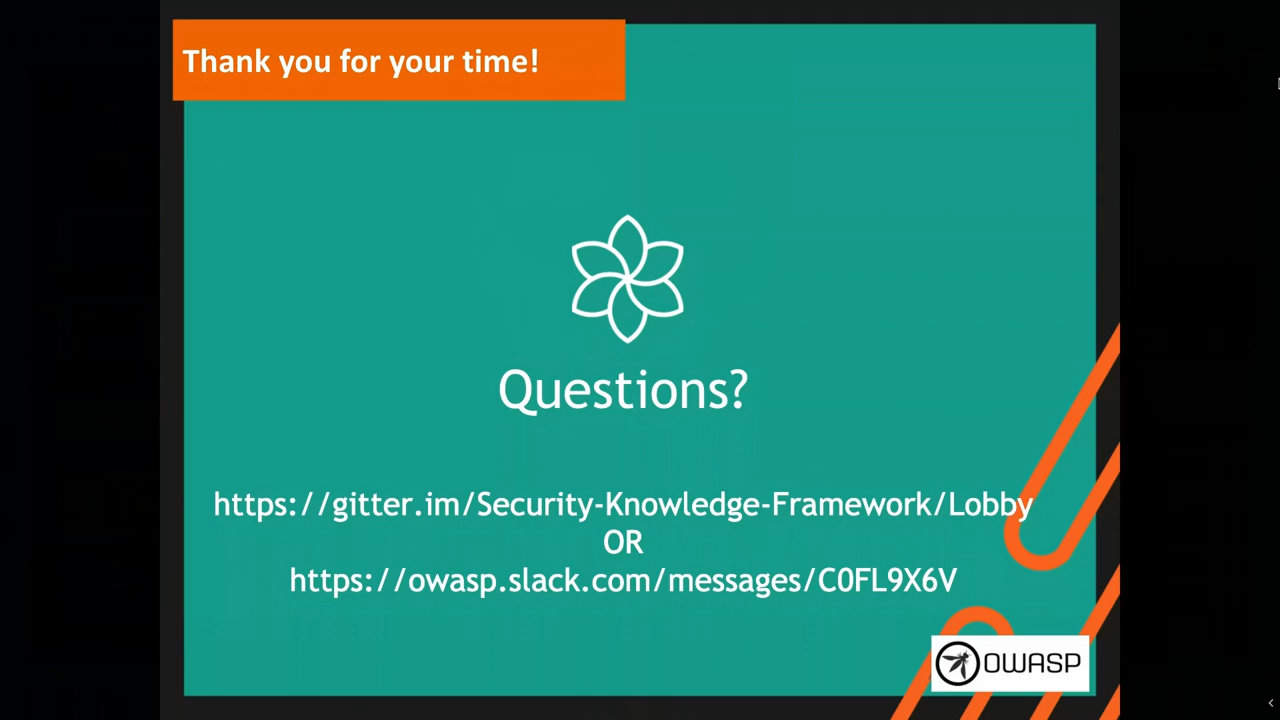 Thank you for your time!
Questions?
https://gitter.im/Security-Knowledge-Framework/Lobby
OR
https://owasp.slack.com/messages/C0FL9X6V
OWASP